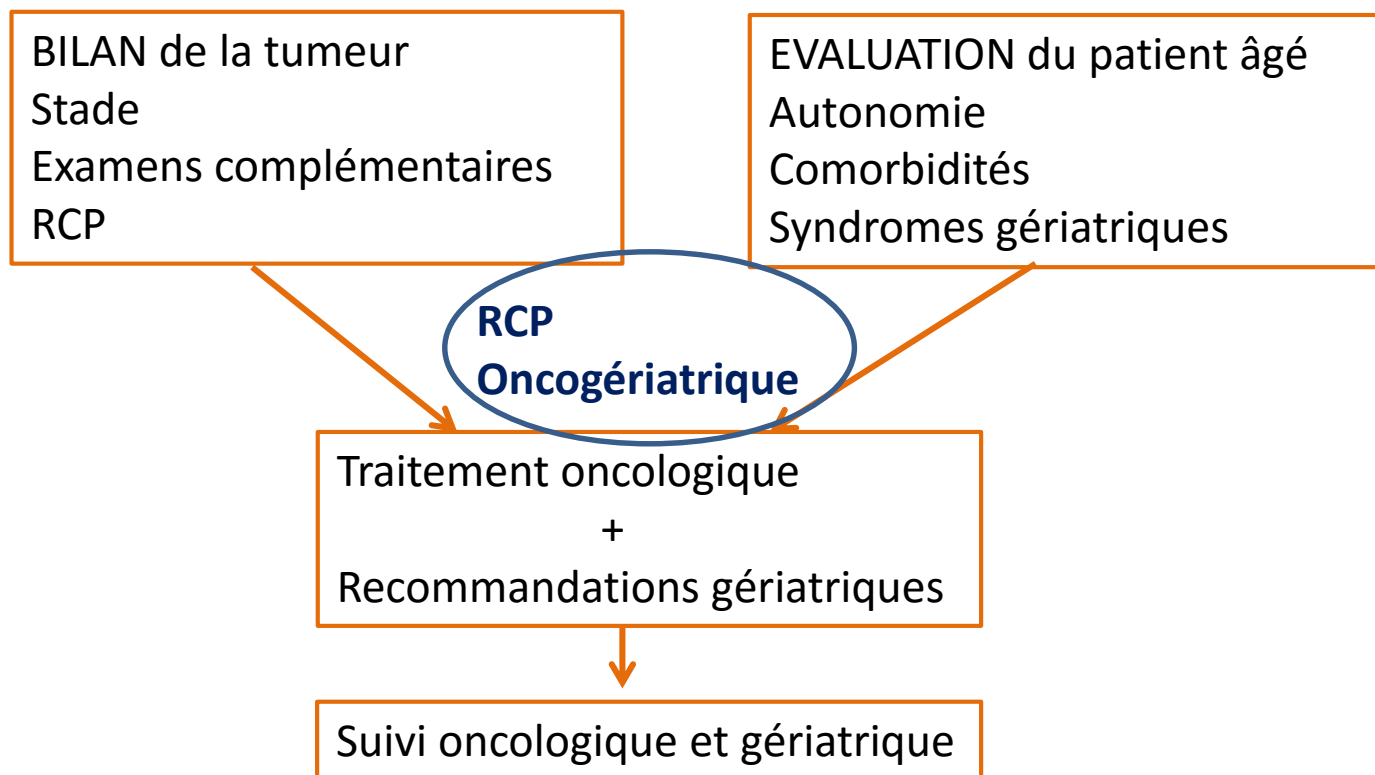 BILAN de la tumeur
Stade
Examens complémentaires
RCP
EVALUATION du patient âgé
Autonomie
Comorbidités
Syndromes gériatriques
RCP
Oncogériatrique
Traitement oncologique
+
Recommandations gériatriques
Suivi oncologique et gériatrique